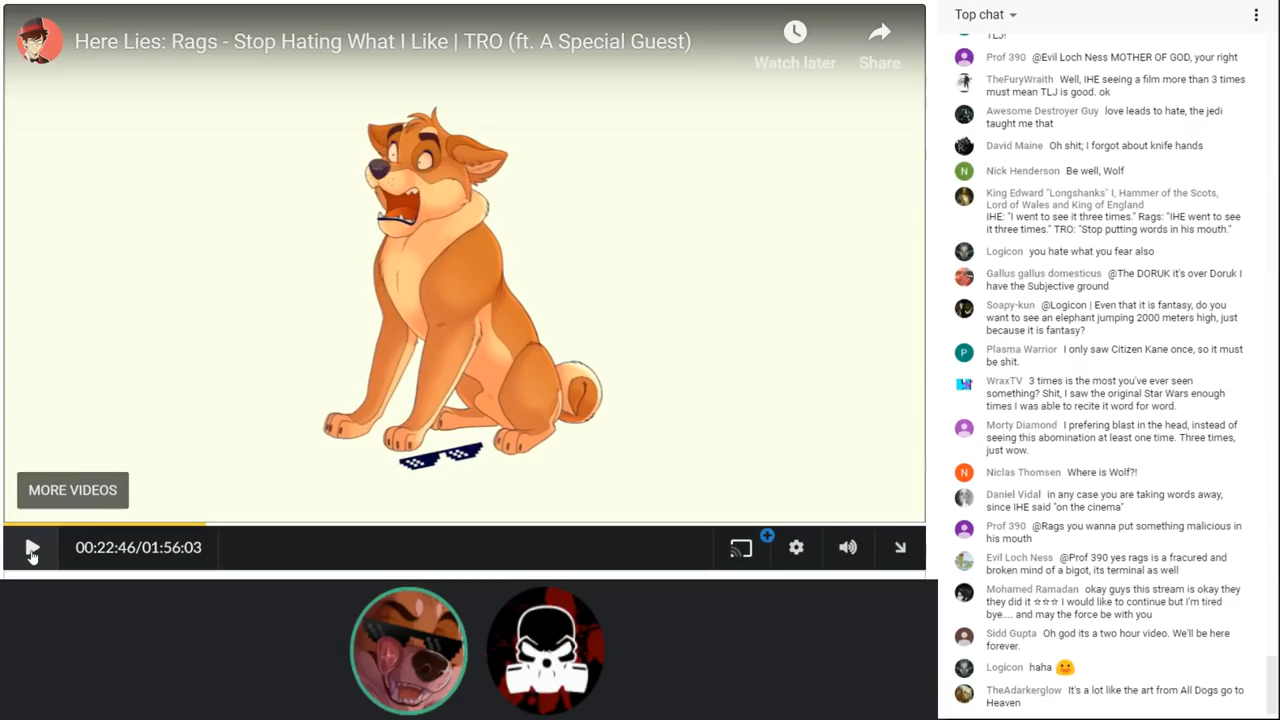 Here Lies: Rags - Stop Hating What I Like | TRO (ft. A Special Guest)
Watch later
Share
MORE VIDEOS
00:22:46/01:56:03
Top chat
TLJ!
Prof 390 @Evil Loch Ness MOTHER OF GOD, your right
TheFuryWraith Well, IHE seeing a film more than 3 times
must mean TLJ is good. ok
Awesome Destroyer Guy love leads to hate, the jedi
taught me that
David Maine Oh shit; I forgot about knife hands
N
Nick Henderson Be well, Wolf
King Edward "Longshanks" I, Hammer of the Scots,
Lord of Wales and King of England
IHE: "I went to see it three times." Rags: "IHE went to see
it three times." TRO: "Stop putting words in his mouth."
Logicon you hate what you fear also
Gallus gallus domesticus @The DORUK it's over Doruk I
have the Subjective ground
Soapy-kun @Logicon | Even that it is fantasy, do you
want to see an elephant jumping 2000 meters high, just
because it is fantasy?
P
Plasma Warrior I only saw Citizen Kane once, so it must
be shit.
WraxTV 3 times is the most you've ever seen
something? Shit, I saw the original Star Wars enough
times I was able to recite it word for word.
Morty Diamond I prefering blast in the head, instead of
seeing this abomination at least one time. Three times,
just wow.
N
Niclas Thomsen Where is Wolf?!
Daniel Vidal in any case you are taking words away,
since IHE said "on the cinema"
Prof 390 @Rags you wanna put something malicious in
his mouth
Evil Loch Ness @Prof 390 yes rags is a fracured and
broken mind of a bigot, its terminal as well
Mohamed Ramadan okay guys this stream is okay they
they did it ☆☆☆ I would like to continue but I'm tired
bye.... and may the force be with you
Sidd Gupta Oh god its a two hour video. We'll be here
forever.
Logicon haha
TheAdarkerglow It's a lot like the art from All Dogs go to
Heaven